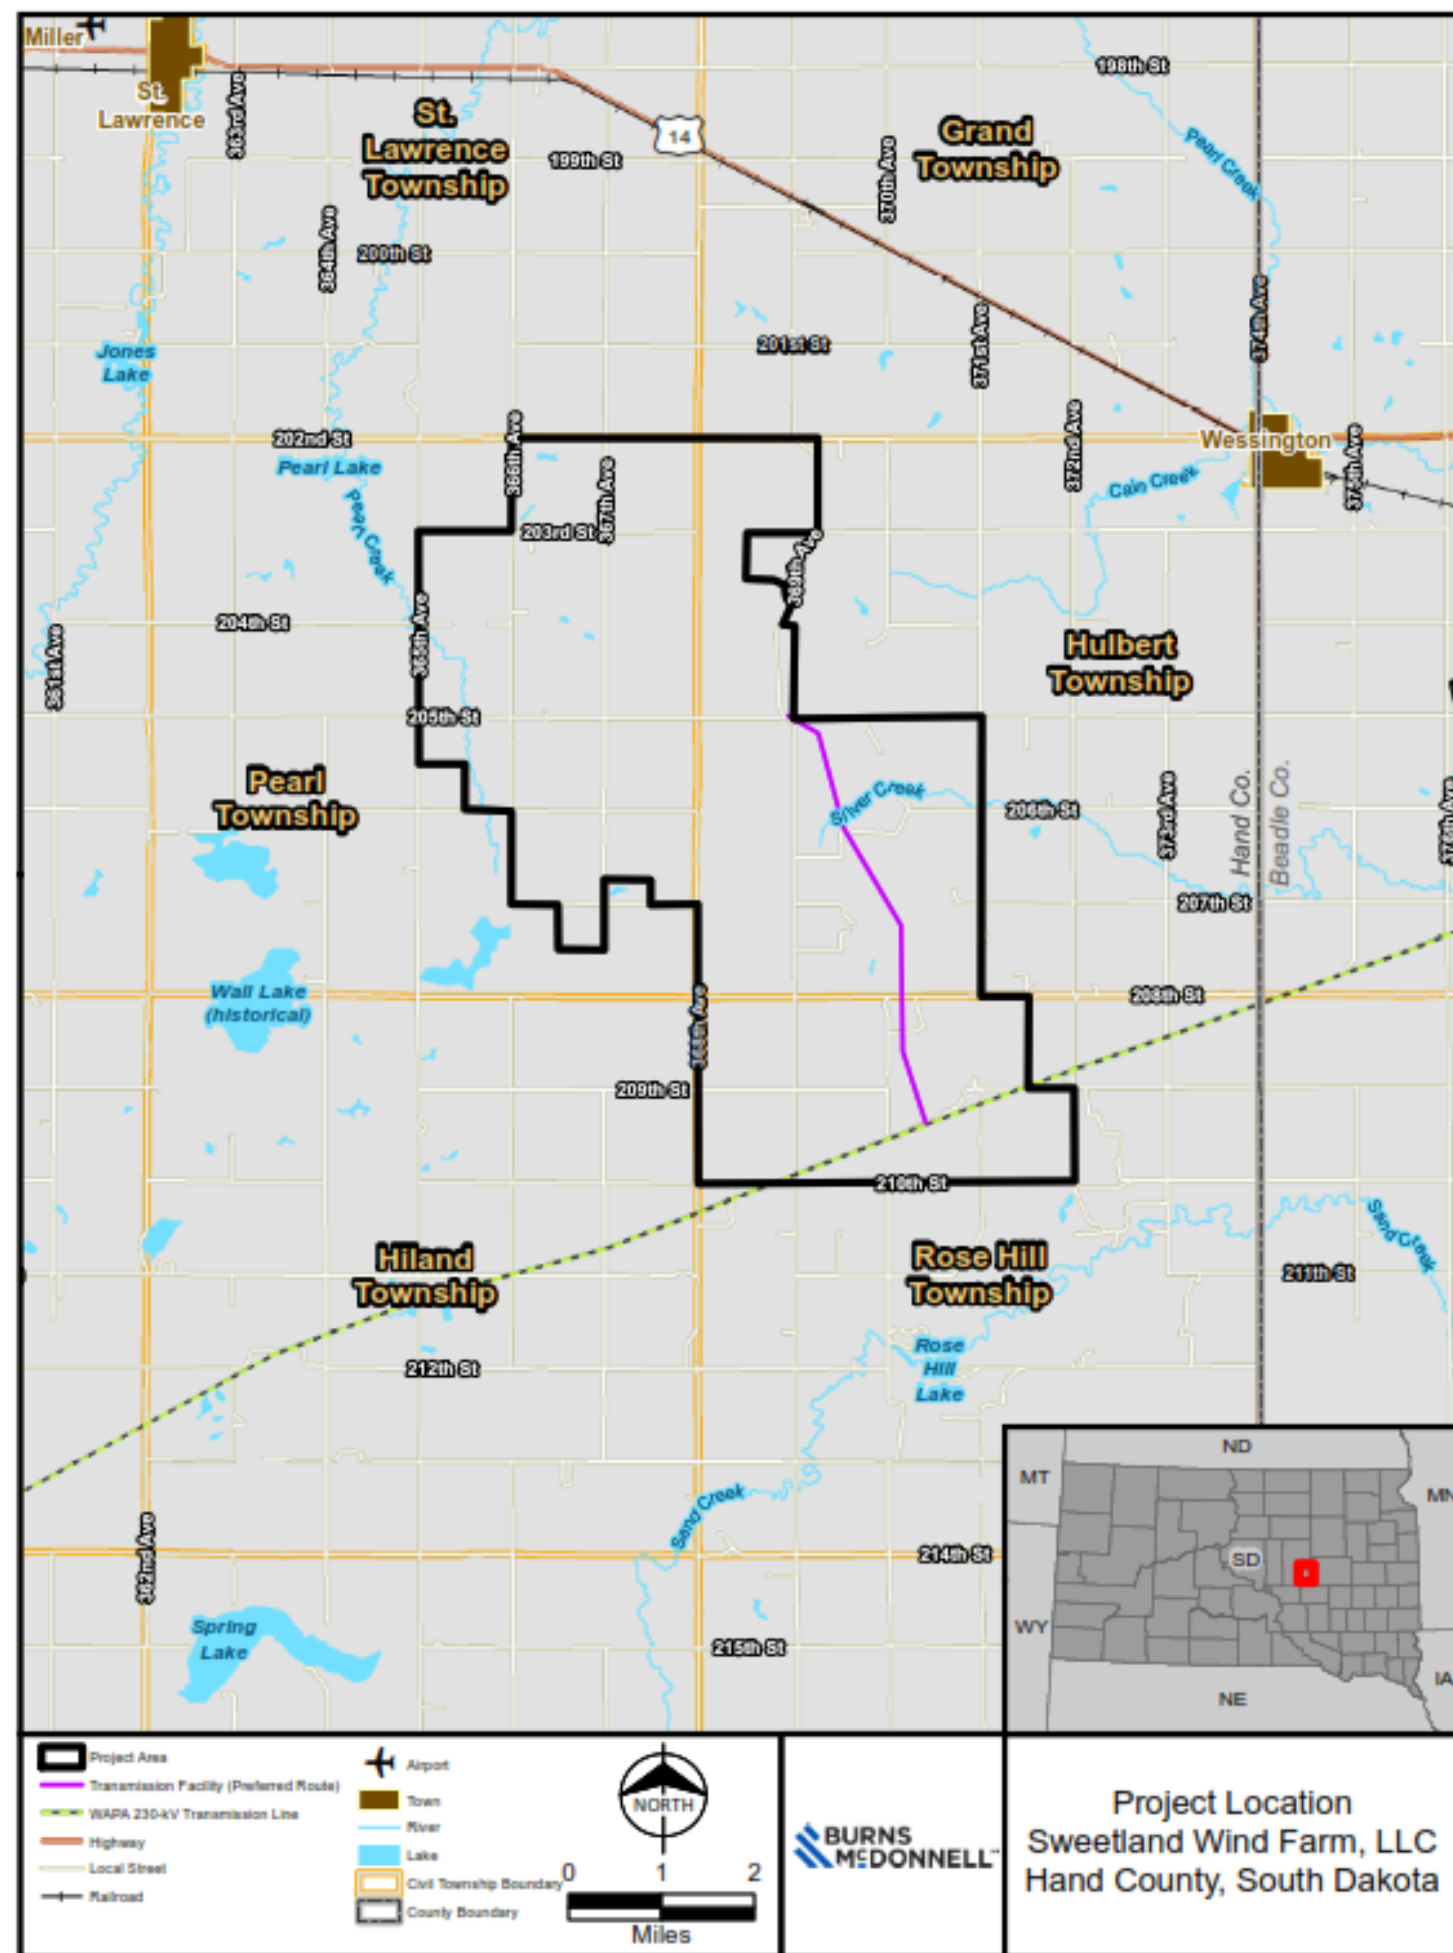 Miller
St.
Lawrence
363rd Ave
St.
Lawrence
Township
199th St
14
Grand
Township
198th St
Pearl Creek
370th Ave
364th Ave
200th St
201st St
371st Ave
374th Ave
Jones
Lake
202nd St
366th Ave
372nd Ave
Wessington
375th Ave
Pearl Lake
Pearl Creek
367th Ave
203rd St
369th Ave
Cain Creek
361st Ave
204th St
365th Ave
Hulbert
Township
205th St
Pearl
Township
Silver Creek
206th St
373rd Ave
Hand Co.
Beadle Co.
376th Ave
207th St
Wall Lake
(historical)
368th Ave
208th St
209th St
210th St
Sand Creek
Hiland
Township
Rose Hill
Township
211th St
212th St
Rose
Hill
Lake
Sand Creek
362nd Ave
214th St
Spring
Lake
215th St
ND
MT
MN
SD
WY
IA
NE
Project Area
Transmission Facility (Preferred Route)
WAPA 230-kV Transmission Line
Highway
Local Street
Railroad
Airport
Town
River
Lake
Civil Township Boundary
County Boundary
NORTH
0 1 2
Miles
BURNS
McDONNELL
Project Location
Sweetland Wind Farm, LLC
Hand County, South Dakota